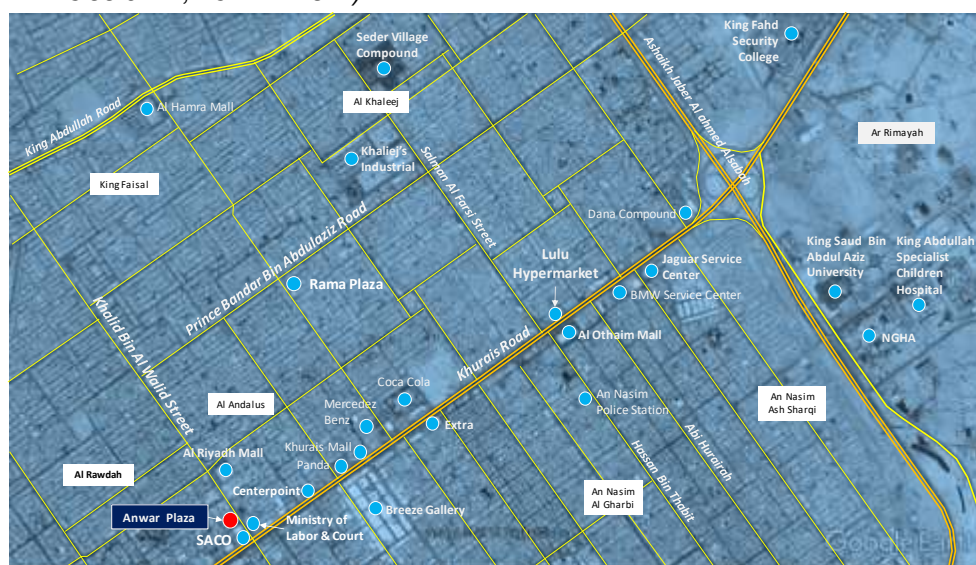 King Fahd
Security
College
Seder Village
Compound
Ashaikh Jaber Al ahmed Alsabah
Al Khaleej
King Abdullah Road
Al Hamra Mall
Ar Rimayah
Khaliej's
Industrial
Salman Al Farsi Street
King Faisal
Dana Compound
Prince Bandar Bin Abdulaziz Road
King Saud Bin
Abdul Aziz
University
King Abdullah
Specialist
Children
Hospital
Lulu
Hypermarket
Jaguar Service
Center
Rama Plaza
BMW Service Center
Khalid Bin Al Walid Street
Khurais Road
Al Othaim Mall
NGHA
Coca Cola
An Nasim
Police Station
An Nasim
Ash Sharqi
Al Andalus
Mercedez
Benz
Extra
Abi Hurairah
Khurais Mall
Al Riyadh Mall
Panda
Hassan Bin Thabit
Al Rawdah
Centerpoint
An Nasim
Al Gharbi
Breeze Gallery
Anwar Plaza
Ministry of
Labor & Court
SACO
Google Earth